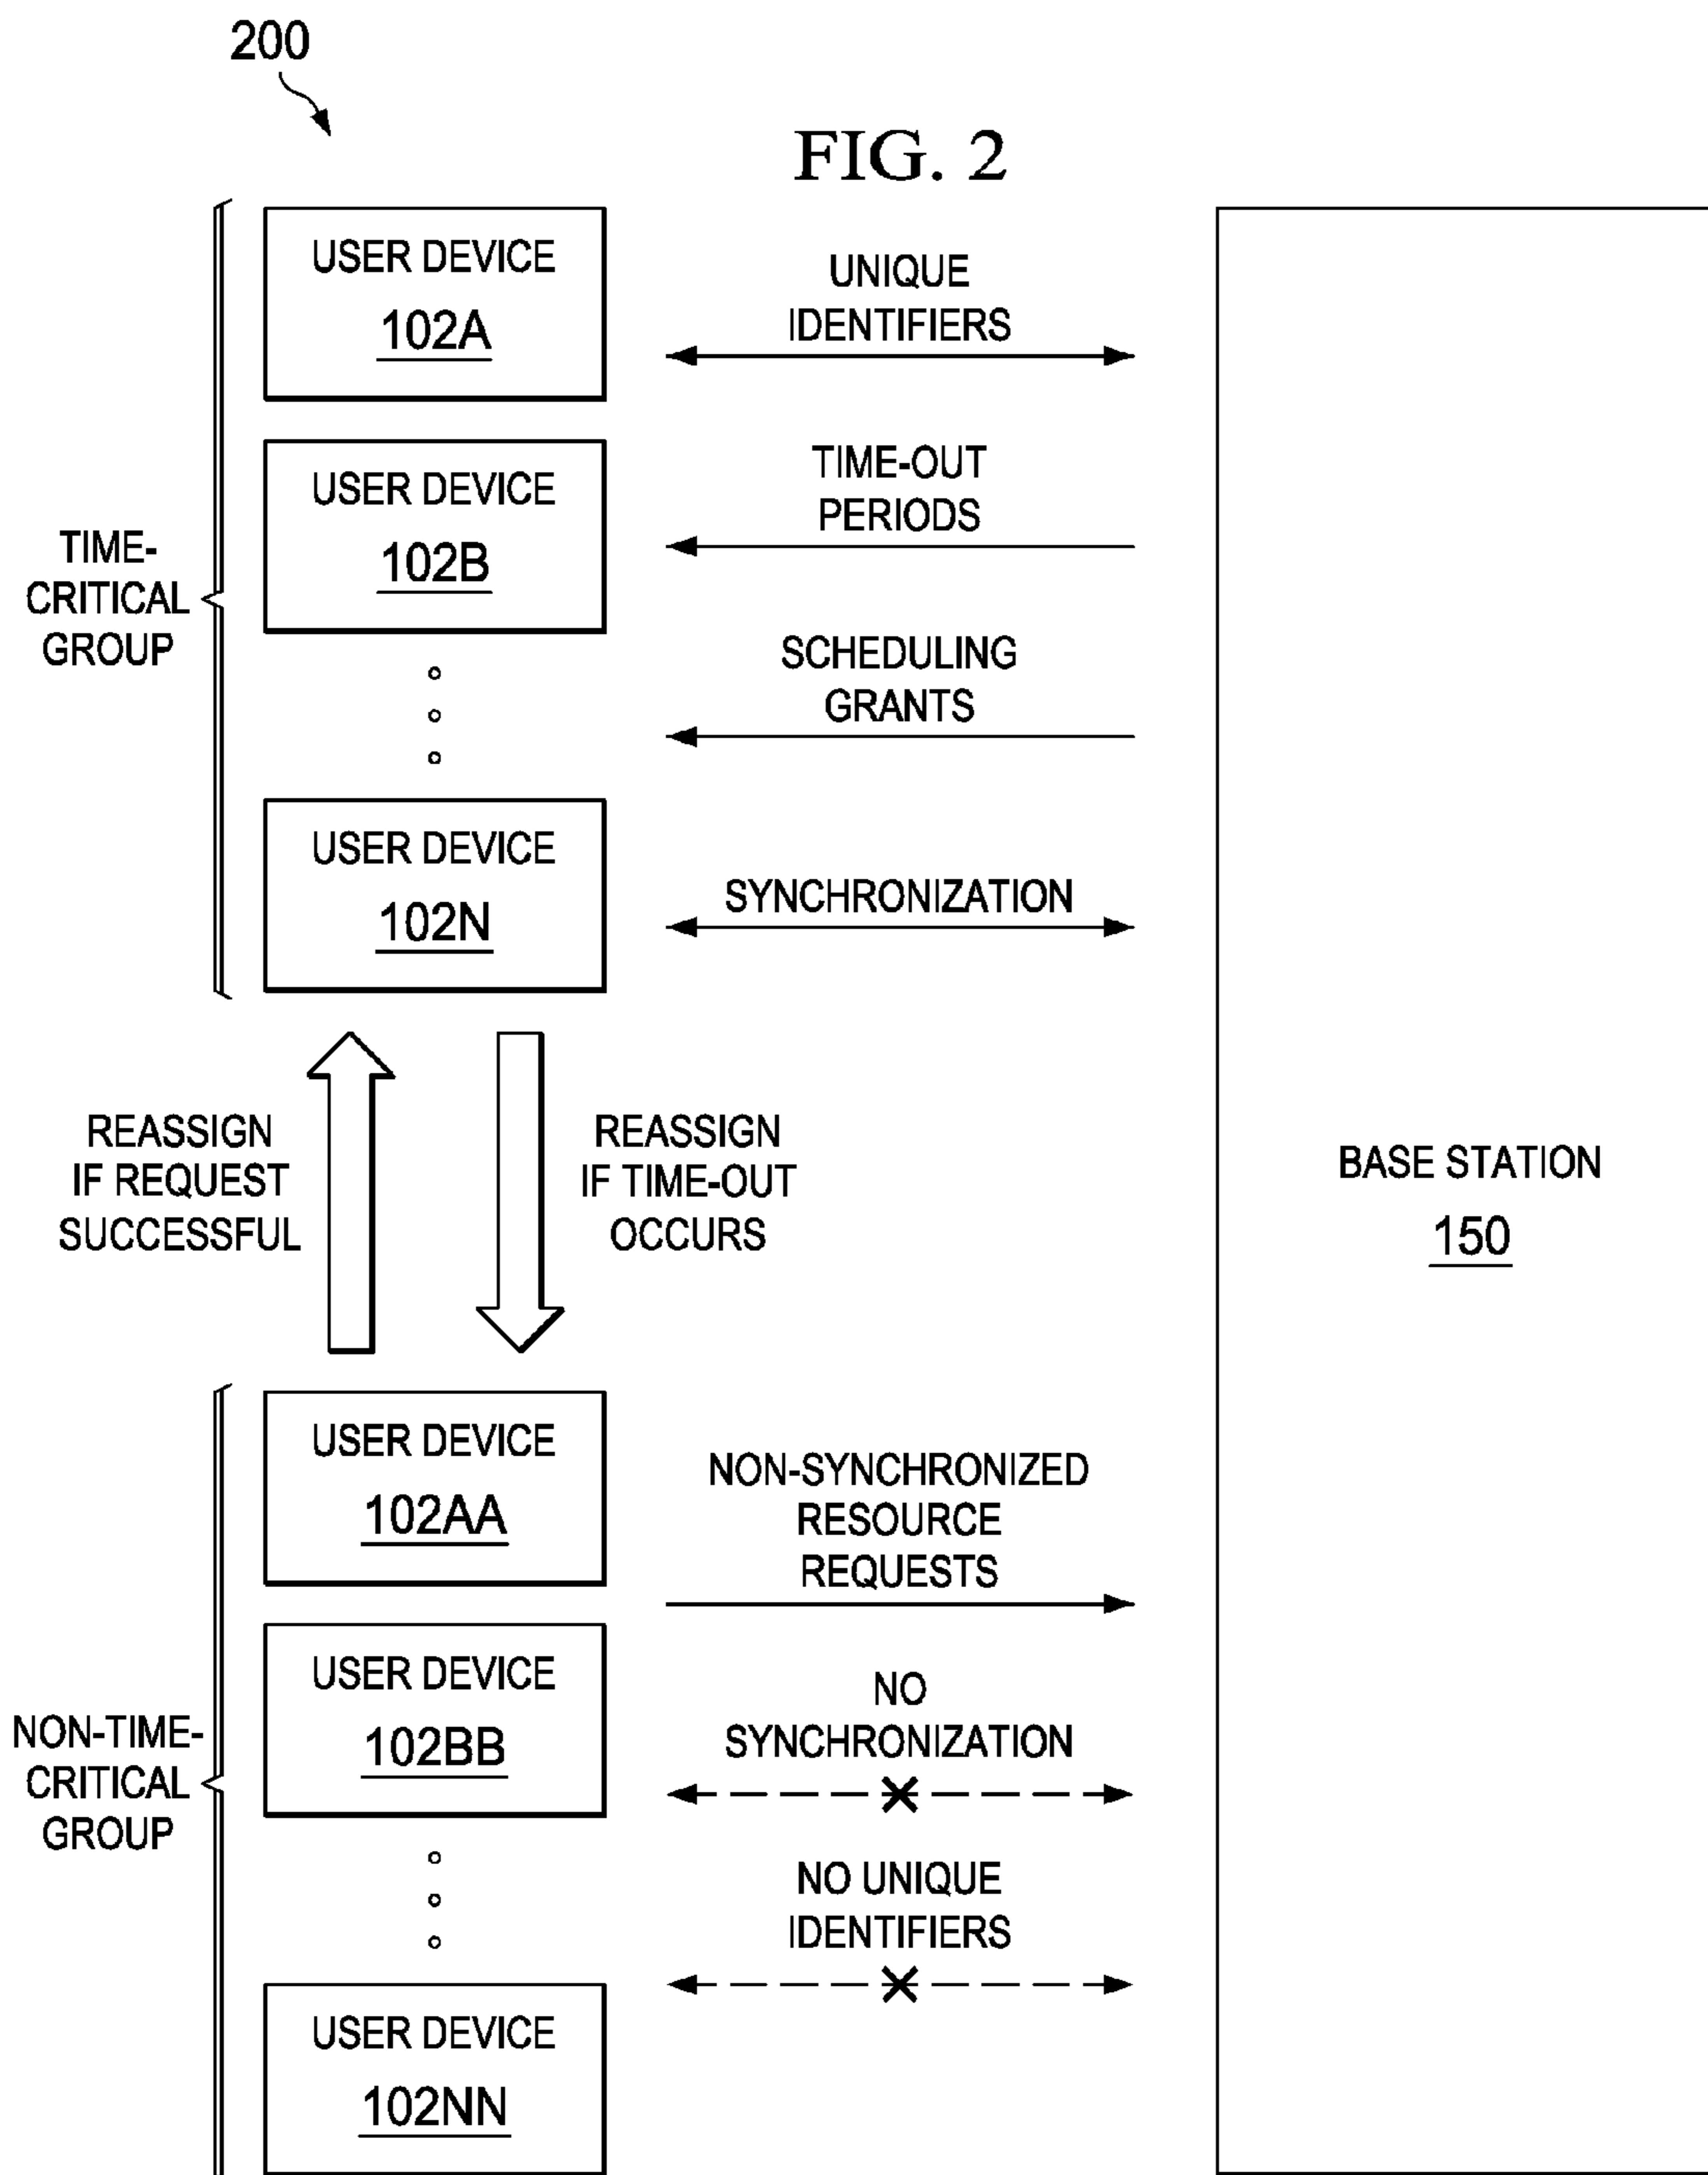 200
FIG. 2
USER DEVICE
102A
UNIQUE
IDENTIFIERS
USER DEVICE
102B
TIME-OUT
PERIODS
TIME-
CRITICAL
GROUP
SCHEDULING
GRANTS
USER DEVICE
102N
SYNCHRONIZATION
REASSIGN
IF REQUEST
SUCCESSFUL
REASSIGN
IF TIME-OUT
OCCURS
BASE STATION
150
USER DEVICE
102AA
NON-SYNCHRONIZED
RESOURCE
REQUESTS
USER DEVICE
102BB
NO
SYNCHRONIZATION
NON-TIME-
CRITICAL
GROUP
NO UNIQUE
IDENTIFIERS
USER DEVICE
102NN